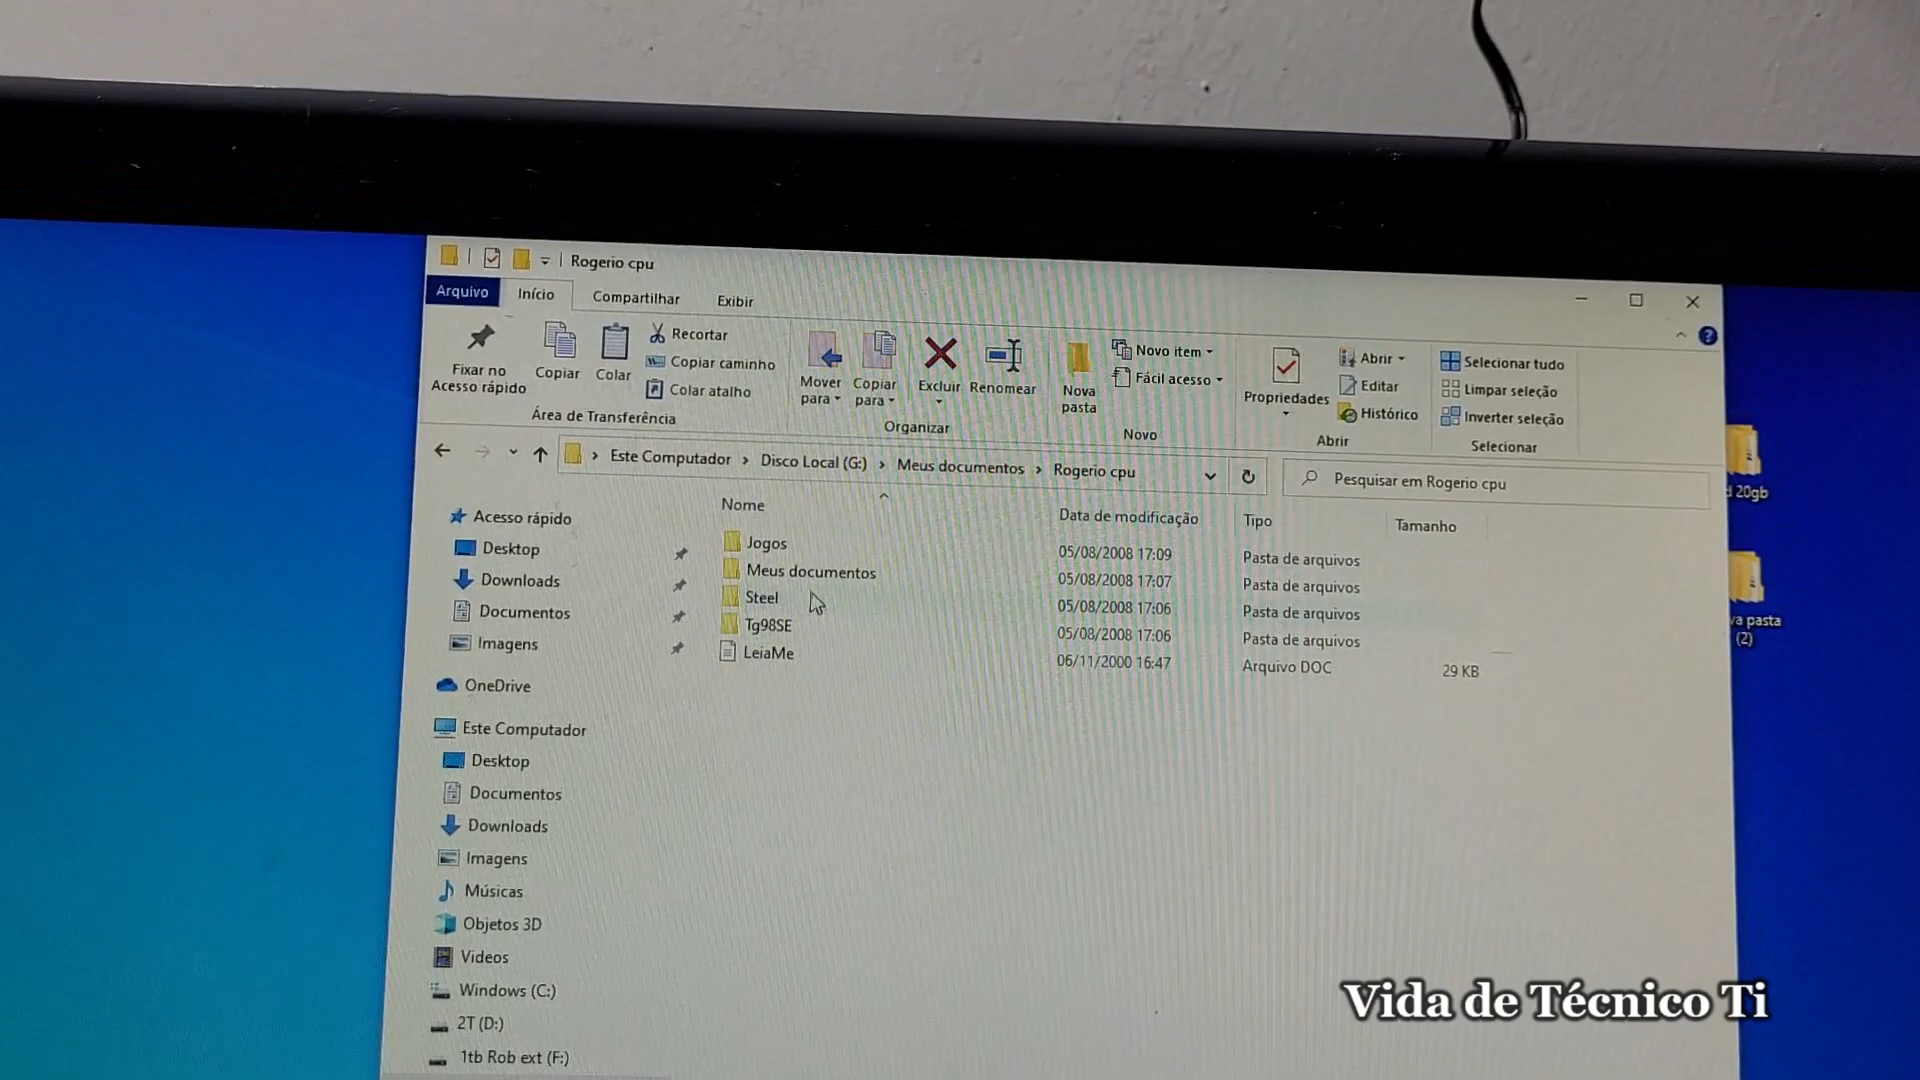 Rogerio cpu
Arquivo
Início
Compartilhar
Exibir
Fixar no
Acesso rápido
Copiar
Colar
Recortar
Copiar caminho
Colar atalho
Área de Transferência
Mover
para
Copiar
para
Excluir
Renomear
Organizar
Nova
pasta
Novo item
Fácil acesso
Novo
Propriedades
Abrir
Editar
Histórico
Abrir
Selecionar tudo
Limpar seleção
Inverter seleção
Selecionar
Este Computador › Disco Local (G:) › Meus documentos › Rogerio cpu
Pesquisar em Rogerio cpu
Nome Data de modificação Tipo Tamanho
Jogos 05/08/2008 17:09 Pasta de arquivos
Meus documentos 05/08/2008 17:07 Pasta de arquivos
Steel 05/08/2008 17:06 Pasta de arquivos
Tg98SE 05/08/2008 17:06 Pasta de arquivos
LeiaMe 06/11/2000 16:47 Arquivo DOC 29 KB
Acesso rápido
Desktop
Downloads
Documentos
Imagens
OneDrive
Este Computador
Desktop
Documentos
Downloads
Imagens
Músicas
Objetos 3D
Videos
Windows (C:)
2T (D:)
1tb Rob ext (F:)
20gb
pasta
(2)
Vida de Técnico Ti